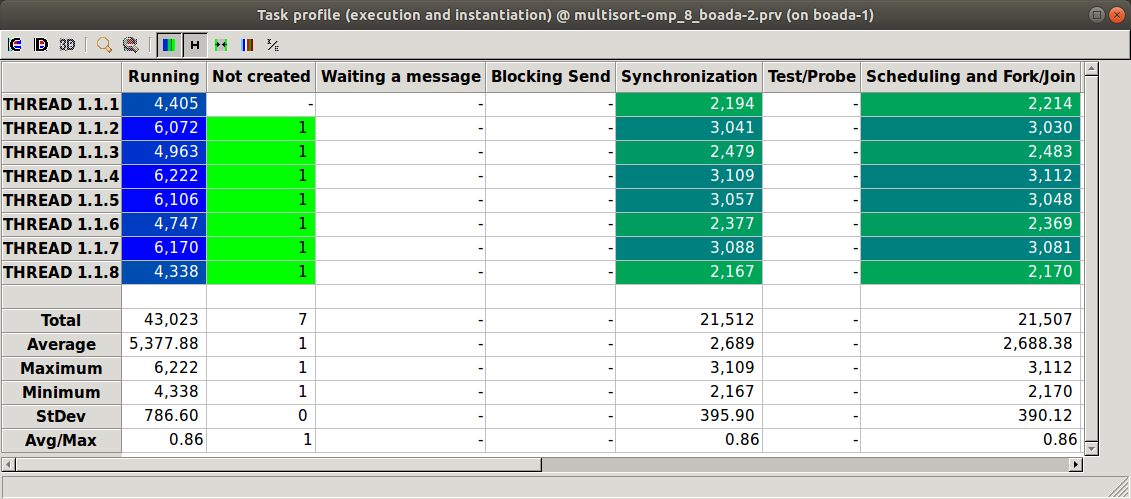 Task profile (execution and instantiation) @ multisort-omp_8_boada-2.prv (on boada-1)
3D
Running Not created Waiting a message Blocking Send Synchronization Test/Probe Scheduling and Fork/Join
THREAD 1.1.1 4,405 - - - 2,194 - 2,214
THREAD 1.1.2 6,072 1 - - 3,041 - 3,030
THREAD 1.1.3 4,963 1 - - 2,479 - 2,483
THREAD 1.1.4 6,222 1 - - 3,109 - 3,112
THREAD 1.1.5 6,106 1 - - 3,057 - 3,048
THREAD 1.1.6 4,747 1 - - 2,377 - 2,369
THREAD 1.1.7 6,170 1 - - 3,088 - 3,081
THREAD 1.1.8 4,338 1 - - 2,167 - 2,170
Total 43,023 7 - - 21,512 - 21,507
Average 5,377.88 1 - - 2,689 - 2,688.38
Maximum 6,222 1 - - 3,109 - 3,112
Minimum 4,338 1 - - 2,167 - 2,170
StDev 786.60 0 - - 395.90 - 390.12
Avg/Max 0.86 1 - - 0.86 - 0.86